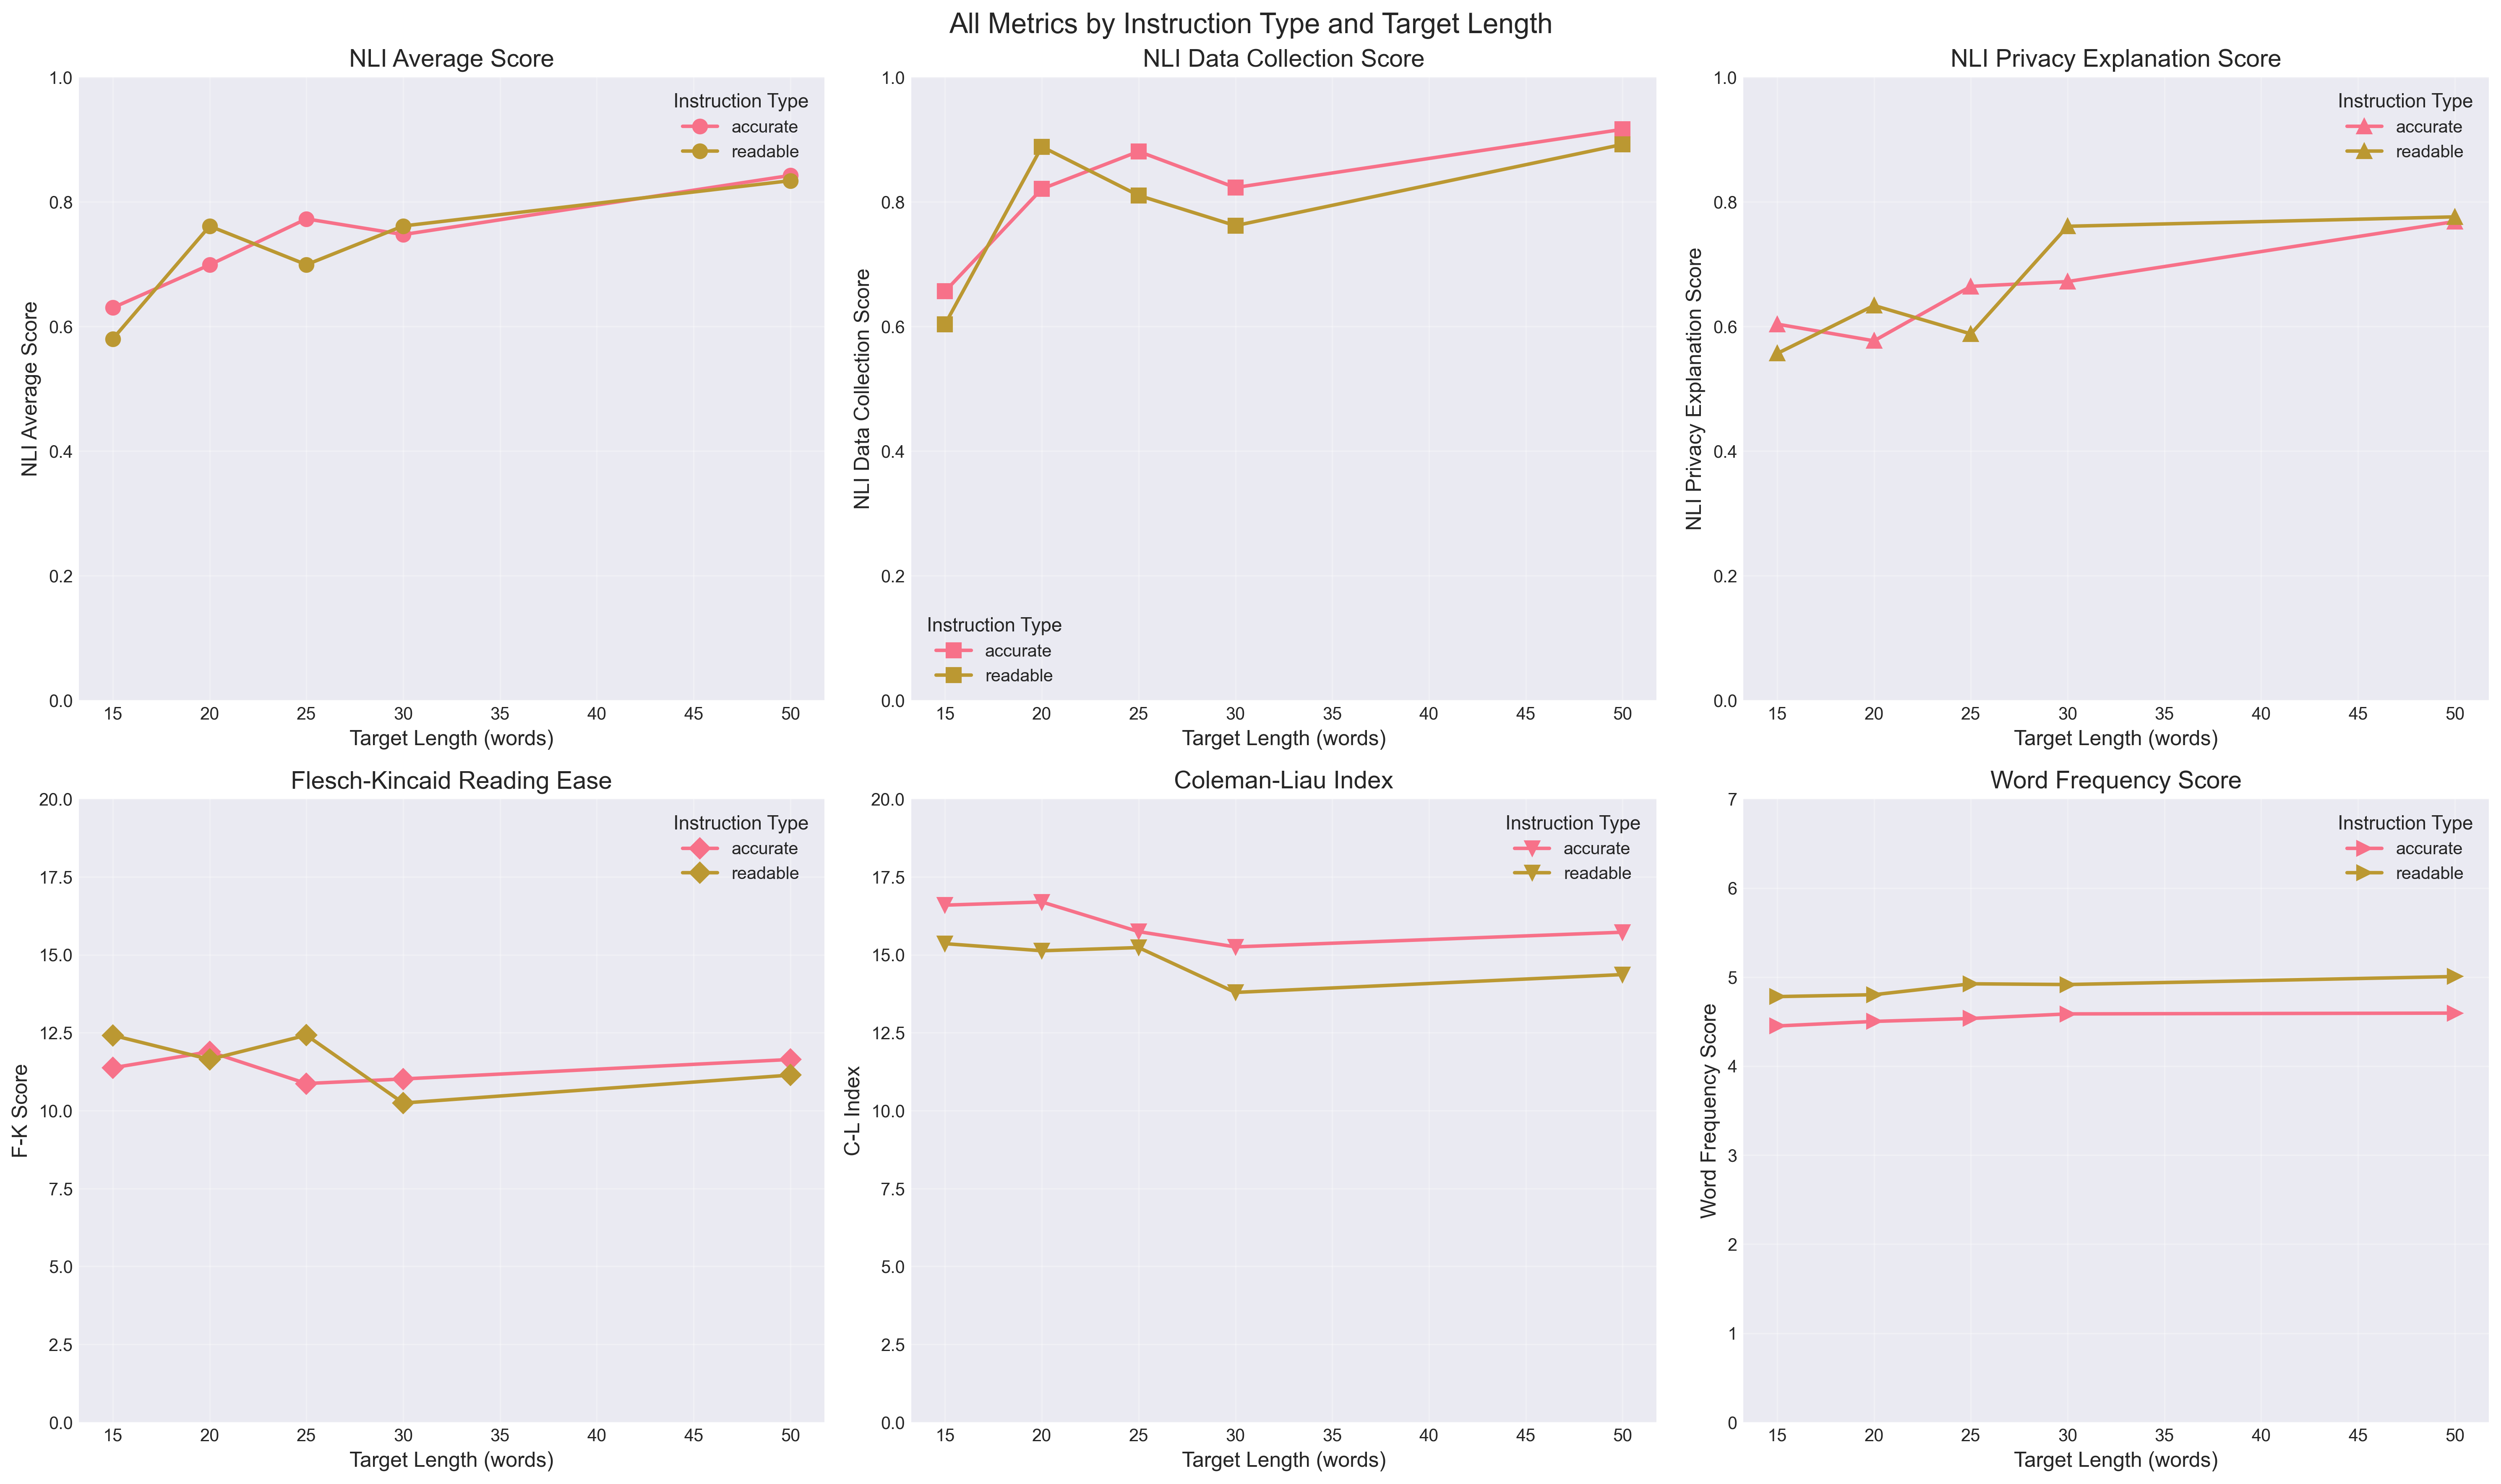 All Metrics by Instruction Type and Target Length
NLI Average Score
1.0
0.8
0.6
0.4
0.2
0.0
NLI Average Score
Instruction Type
accurate
readable
15 20 25 30 35 40 45 50
Target Length (words)
NLI Data Collection Score
1.0
0.8
0.6
0.4
0.2
0.0
NLI Data Collection Score
Instruction Type
accurate
readable
15 20 25 30 35 40 45 50
Target Length (words)
NLI Privacy Explanation Score
1.0
0.8
0.6
0.4
0.2
0.0
NLI Privacy Explanation Score
Instruction Type
accurate
readable
15 20 25 30 35 40 45 50
Target Length (words)
Flesch-Kincaid Reading Ease
20.0
17.5
15.0
12.5
10.0
7.5
5.0
2.5
0.0
F-K Score
Instruction Type
accurate
readable
15 20 25 30 35 40 45 50
Target Length (words)
Coleman-Liau Index
20.0
17.5
15.0
12.5
10.0
7.5
5.0
2.5
0.0
C-L Index
Instruction Type
accurate
readable
15 20 25 30 35 40 45 50
Target Length (words)
Word Frequency Score
7
6
5
4
3
2
1
0
Word Frequency Score
Instruction Type
accurate
readable
15 20 25 30 35 40 45 50
Target Length (words)